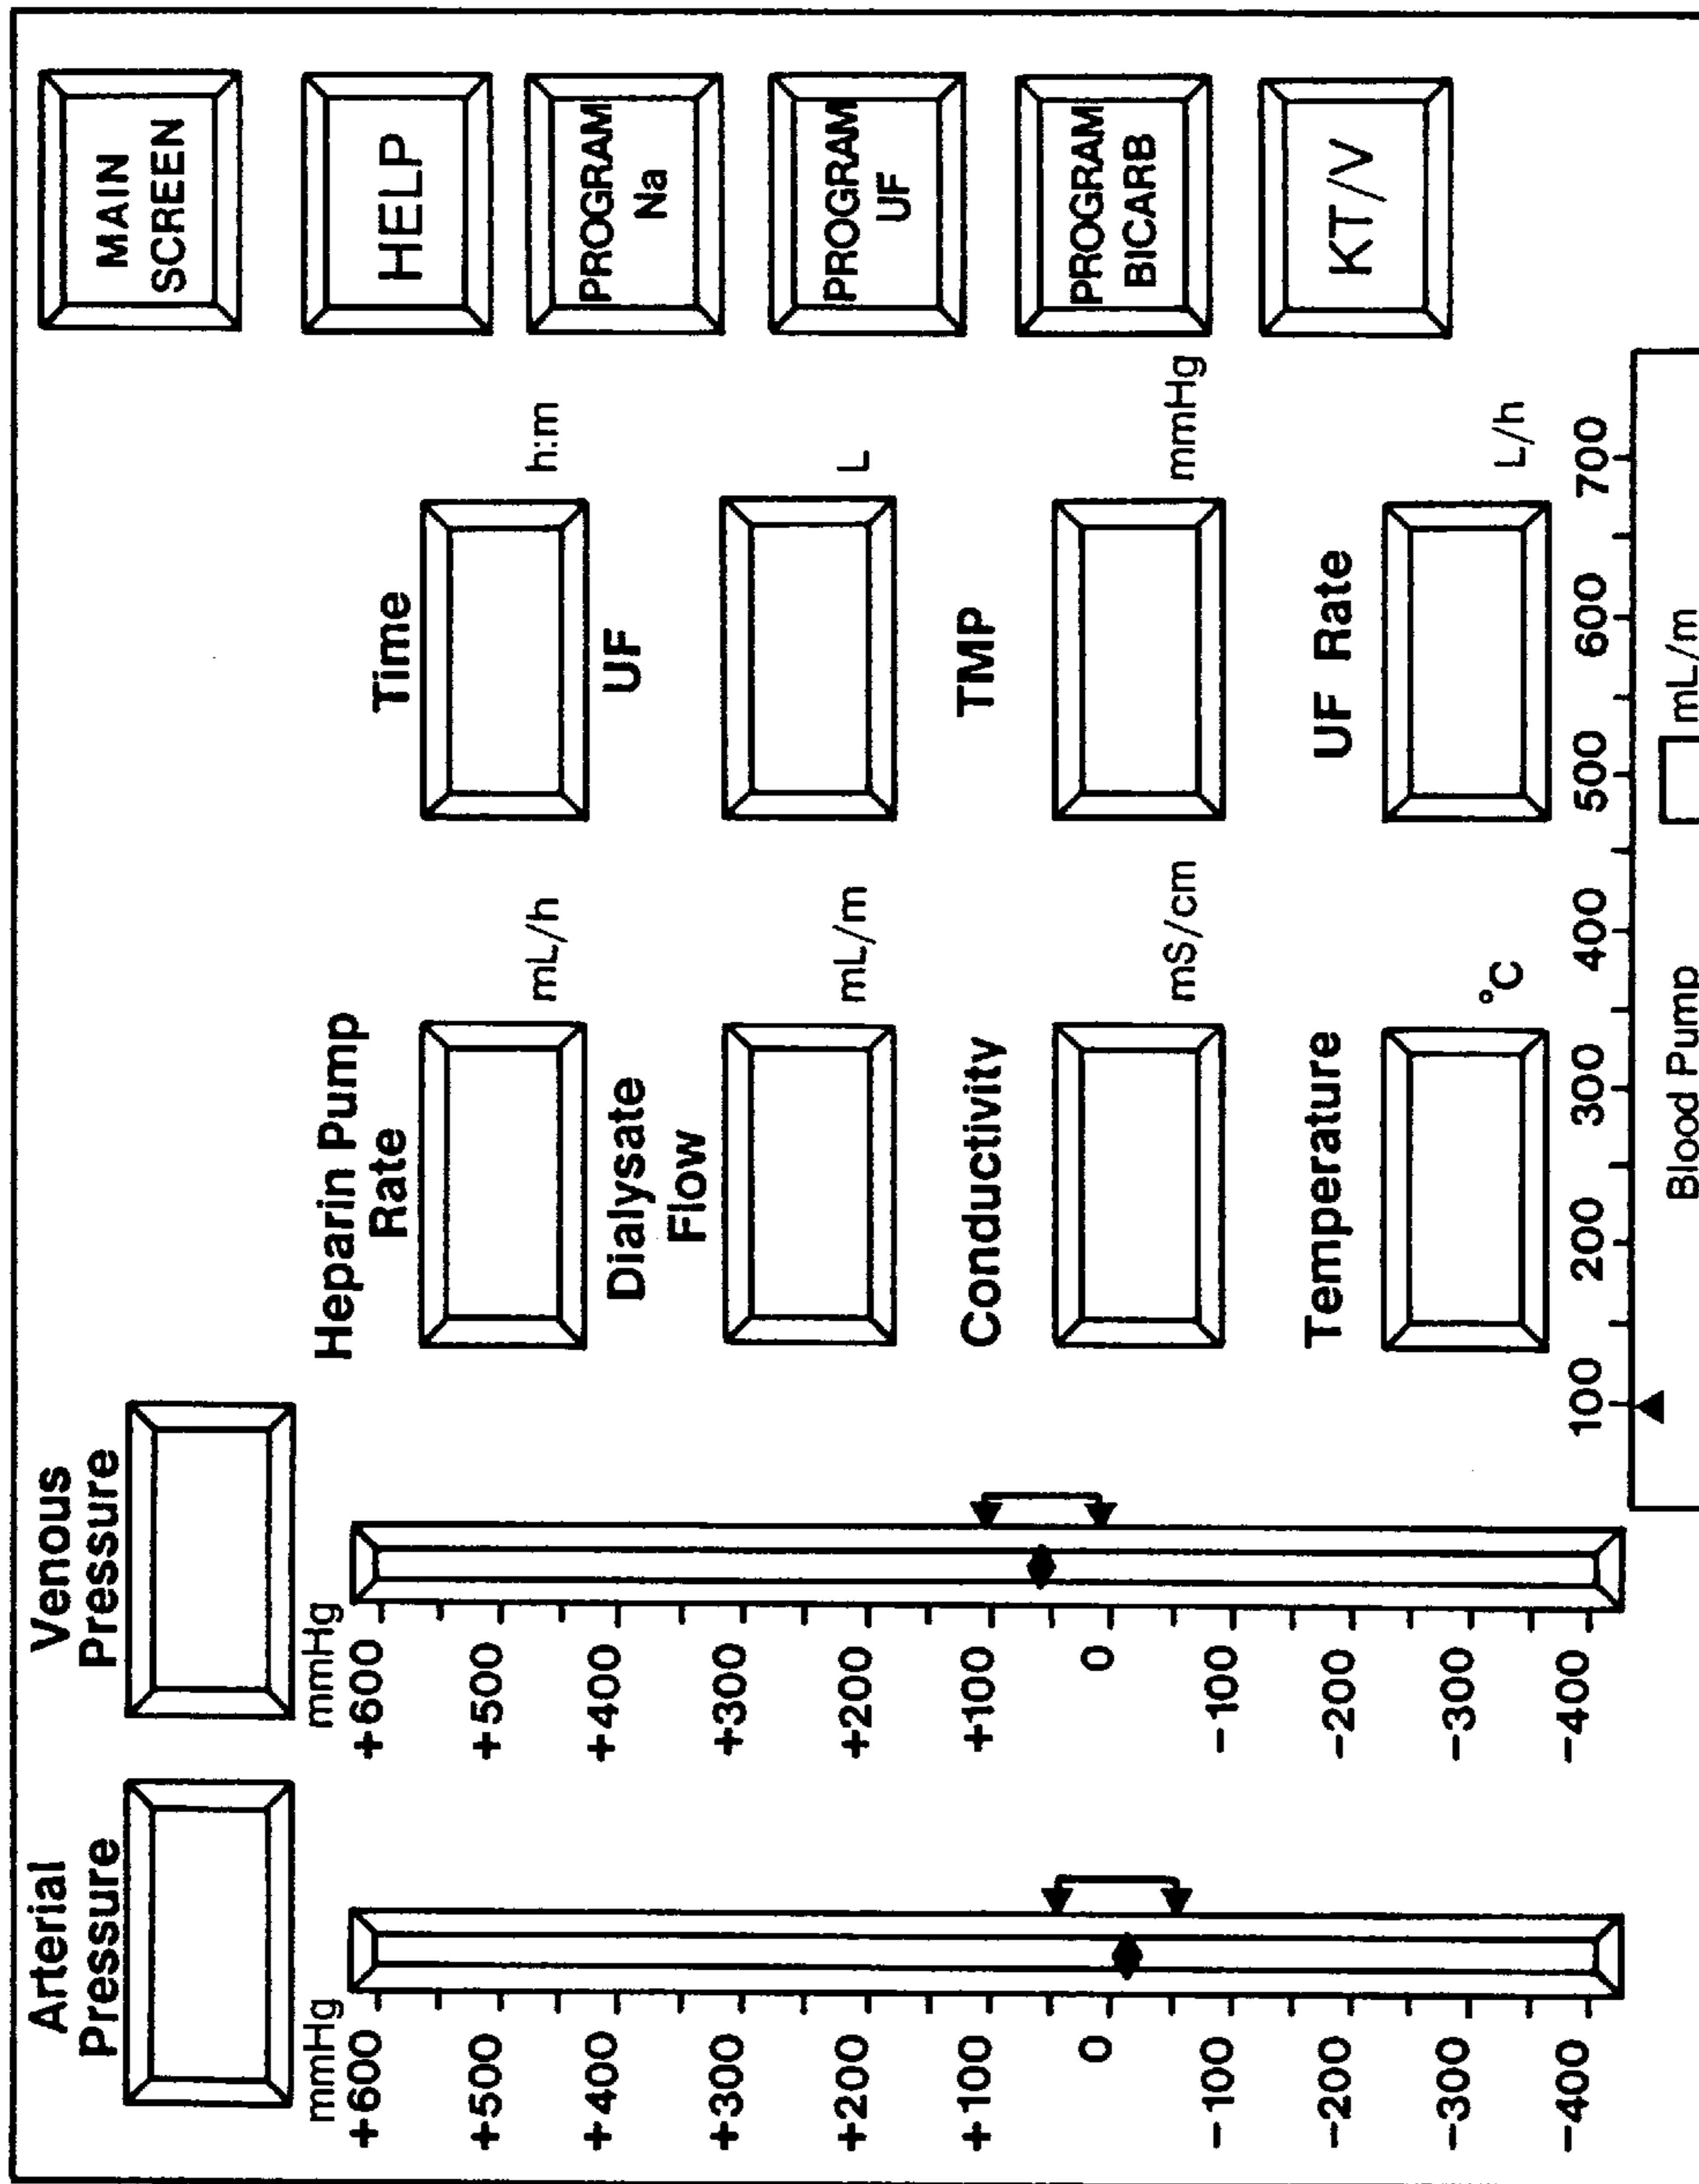 Arterial
Pressure
mmHg
+600
+500
+400
+300
+200
+100
0
-100
-200
-300
-400
Venous
Pressure
mmHg
+600
+500
+400
+300
+200
+100
0
-100
-200
-300
-400
Heparin Pump
Rate
mL/h
Dialysate
Flow
mL/m
Conductivity
mS/cm
Temperature
°C
Time
h:m
UF
L
TMP
mmHg
UF Rate
L/h
MAIN
SCREEN
HELP
PROGRAM
Na
PROGRAM
UF
PROGRAM
BICARB
KT/V
100 200 300 400 500 600 700
Blood Pump mL/m